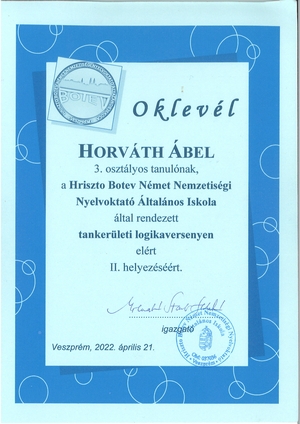 BOTEV
Oklevél
HORVÁTH ÁBEL
3. osztályos tanulónak,
a Hriszto Botev Német Nemzetiségi
Nyelvoktató Általános Iskola
által rendezett
tankerületi logikaversenyen
elért
II. helyezéséért.
igazgató
Veszprém, 2022. április 21.